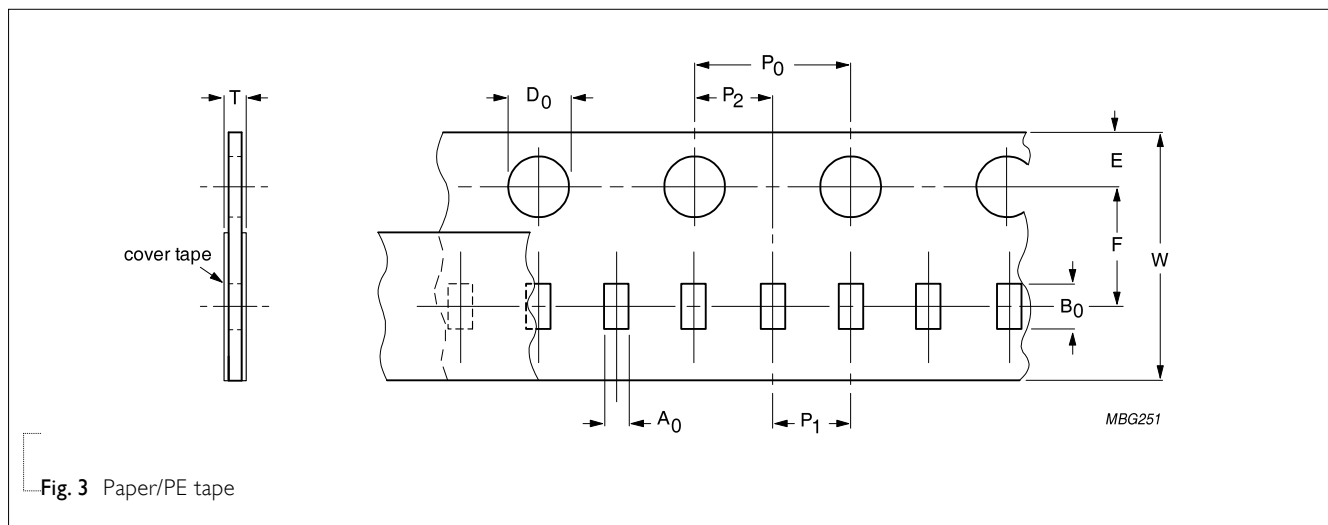 P0
T
D0
P2
E
F
W
cover tape
B0
A0
P1
MBG251
Fig. 3 Paper/PE tape